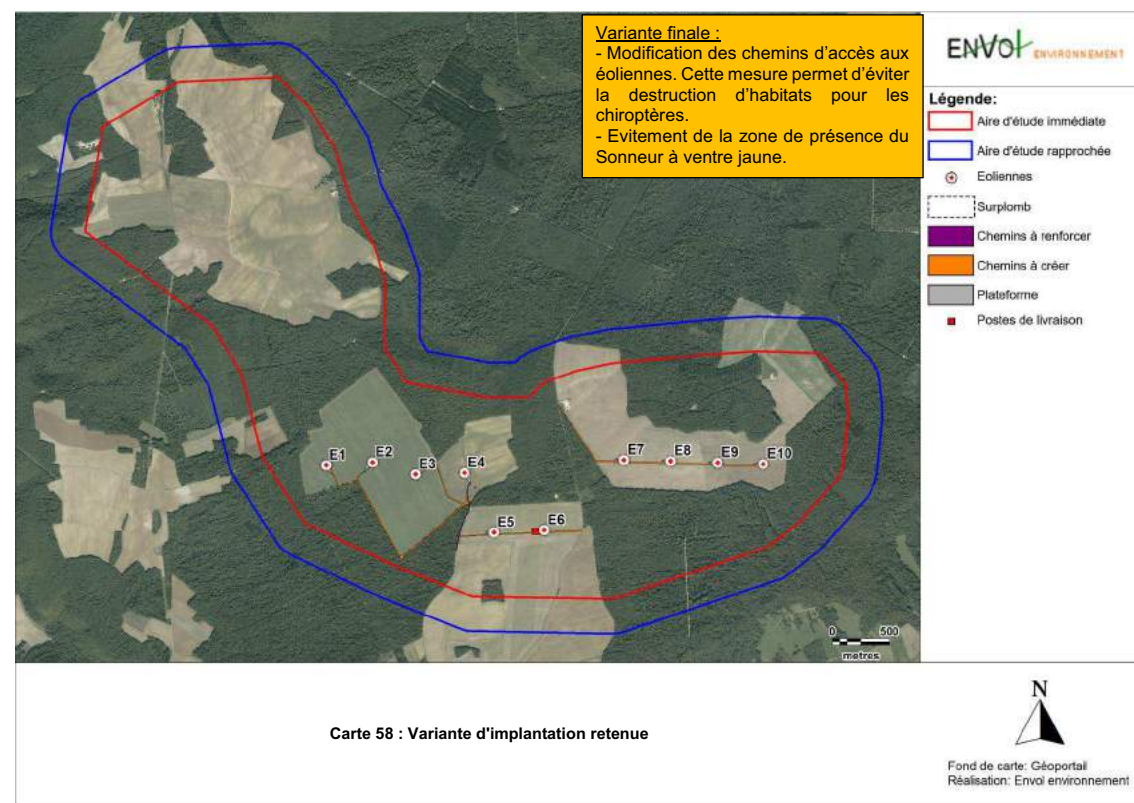 Variante finale :
- Modification des chemins d'accès aux
éoliennes. Cette mesure permet d'éviter
la destruction d'habitats pour les
chiroptères.
- Evitement de la zone de présence du
Sonneur à ventre jaune.
ENVOL ENVIRONNEMENT
Légende:
Aire d'étude immédiate
Aire d'étude rapprochée
Eoliennes
Surplomb
Chemins à renforcer
Chemins à créer
Plateforme
Postes de livraison
E1
E2
E3
E4
E5
E6
E7
E8
E9
E10
0 500
metres
Carte 58 : Variante d'implantation retenue
N
Fond de carte: Géoportail
Réalisation: Envol environnement